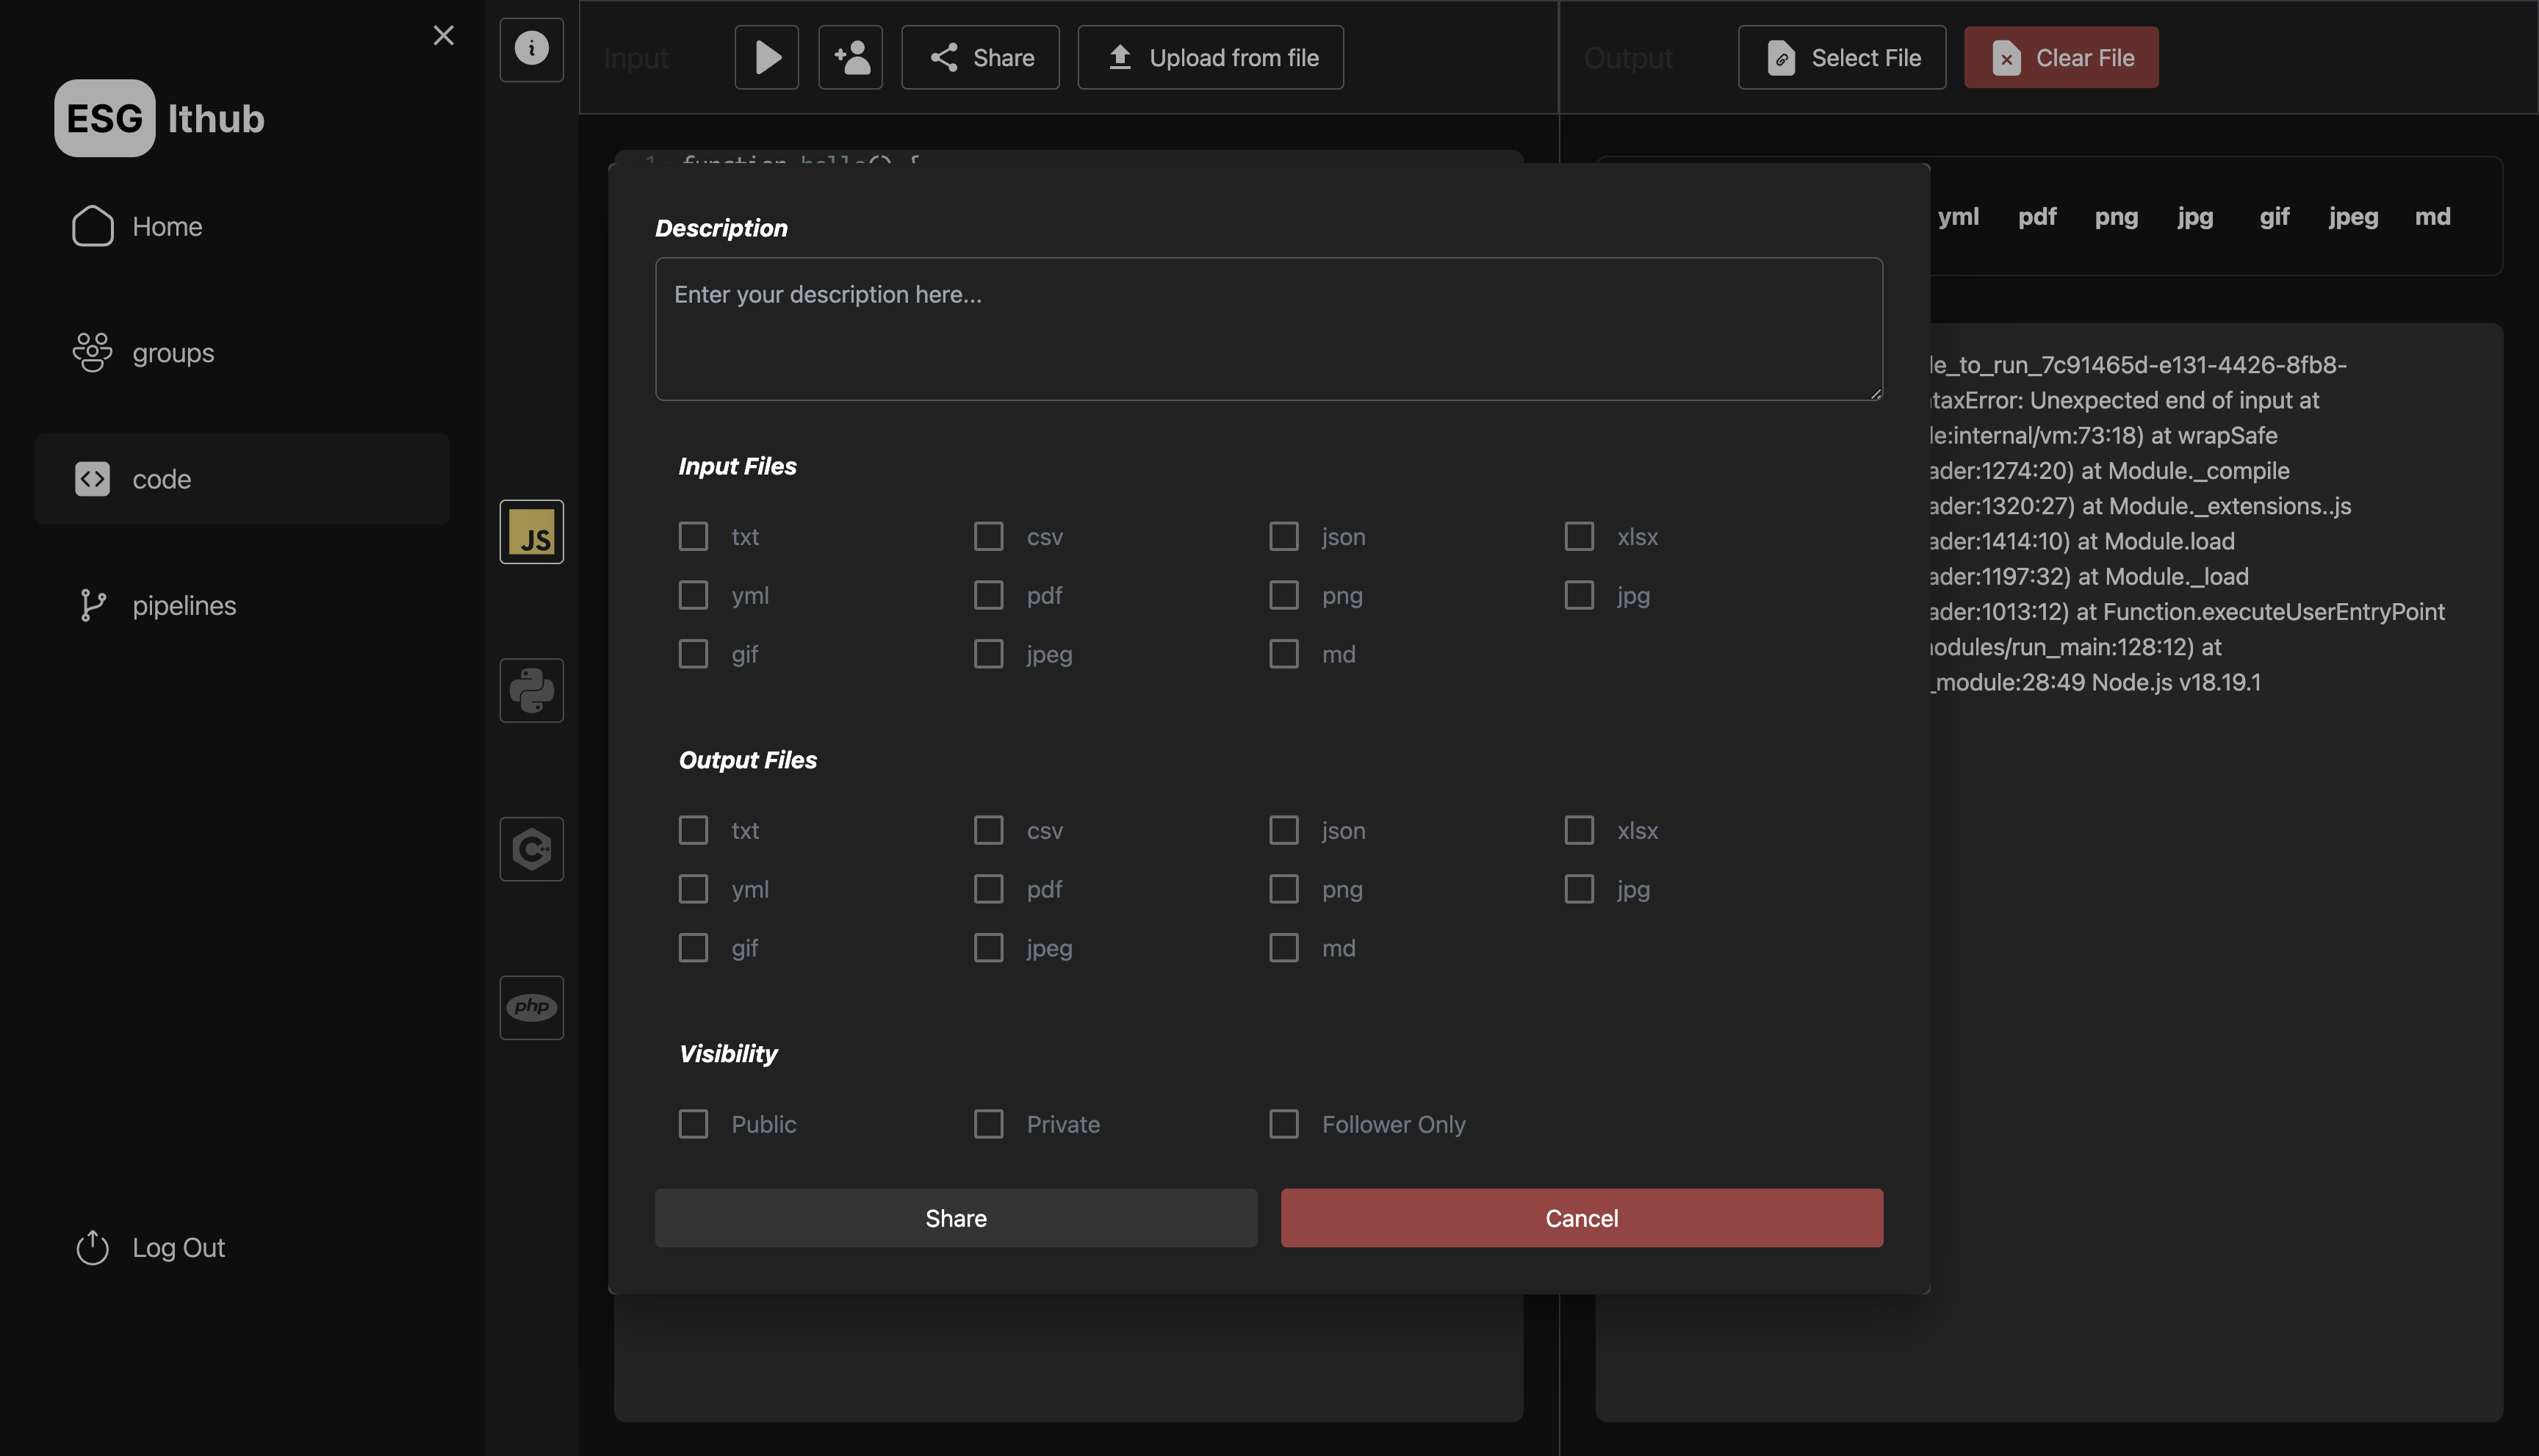 ESG Ithub
Home
groups
code
pipelines
Log Out
JS
php
Input
Share
Upload from file
Output
Select File
Clear File
1 function hello() {
Description
Enter your description here...
Input Files
txt
csv
json
xlsx
yml
pdf
png
jpg
gif
jpeg
md
Output Files
txt
csv
json
xlsx
yml
pdf
png
jpg
gif
jpeg
md
Visibility
Public
Private
Follower Only
Share
Cancel
yml pdf png jpg gif jpeg md
le_to_run_7c91465d-e131-4426-8fb8-
taxError: Unexpected end of input at
le:internal/vm:73:18) at wrapSafe
ader:1274:20) at Module._compile
ader:1320:27) at Module._extensions..js
ader:1414:10) at Module.load
ader:1197:32) at Module._load
ader:1013:12) at Function.executeUserEntryPoint
odules/run_main:128:12) at
_module:28:49 Node.js v18.19.1